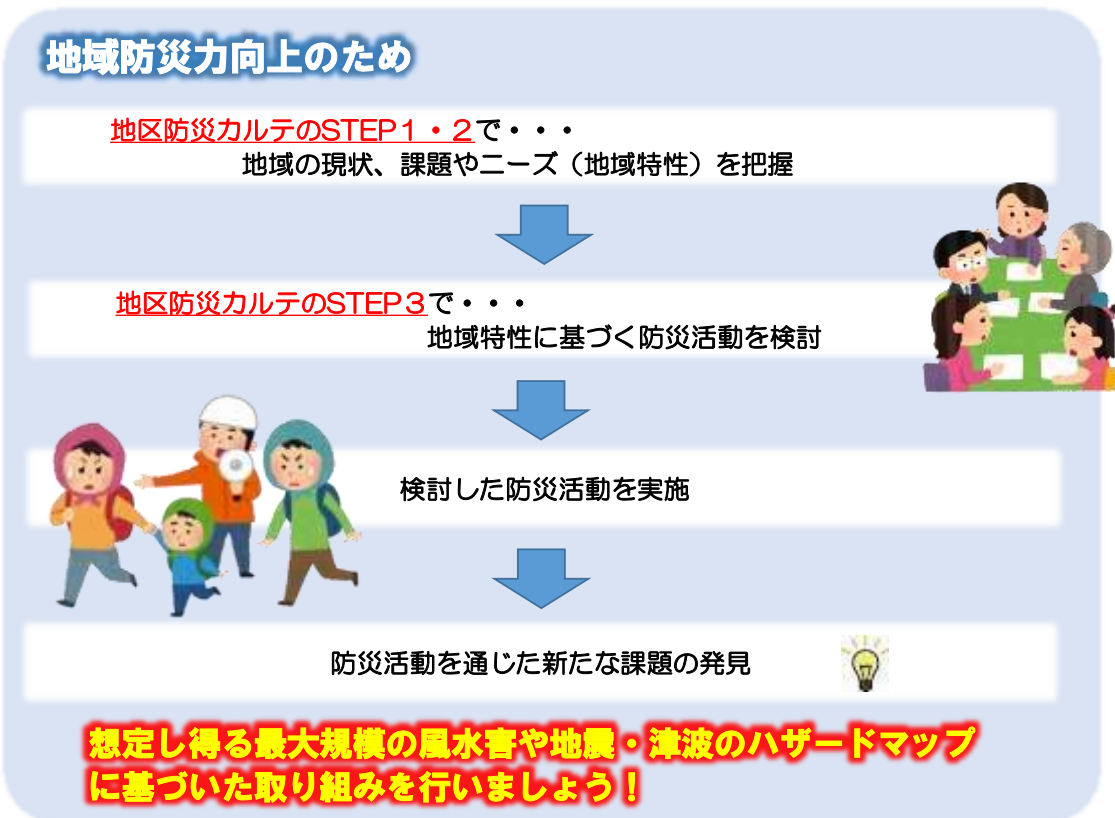 地域防災力向上のため
地区防災カルテのSTEP１・２で・・・
地域の現状、課題やニーズ（地域特性）を把握
地区防災カルテのSTEP３で・・・
地域特性に基づく防災活動を検討
検討した防災活動を実施
防災活動を通じた新たな課題の発見
想定し得る最大規模の風水害や地震・津波のハザードマップ
に基づいた取り組みを行いましょう！